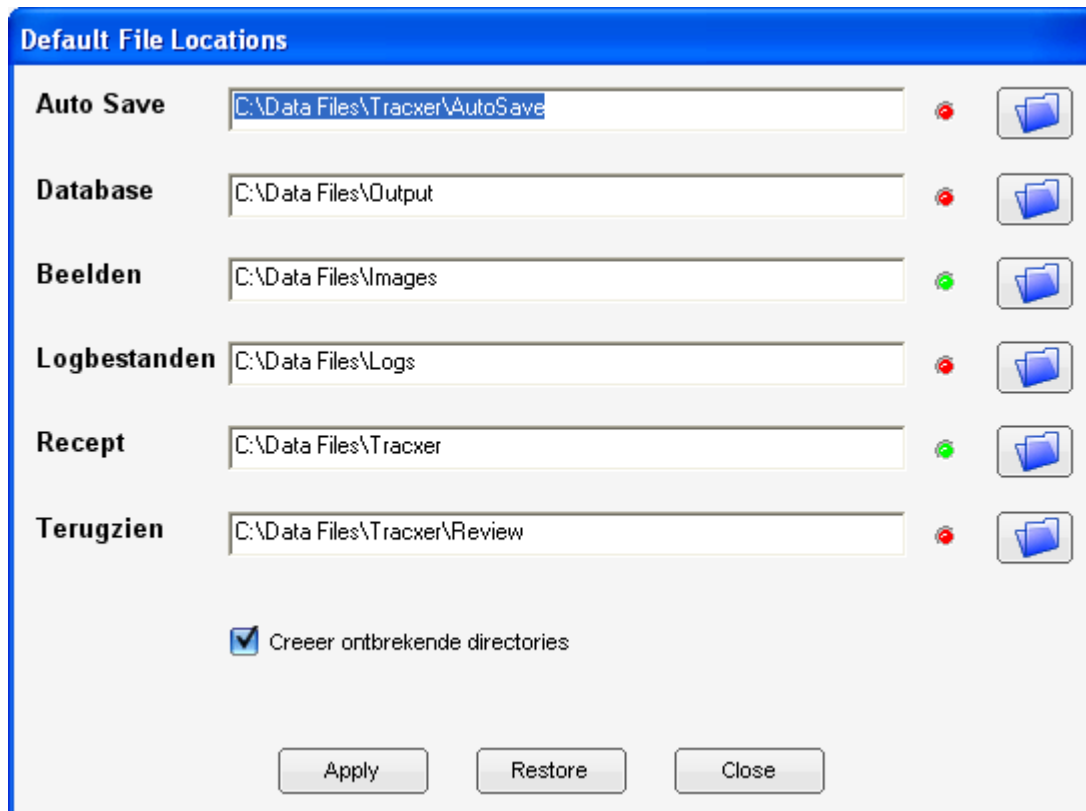 Default File Locations
Auto Save C:\Data Files\Tracxer\AutoSave
Database C:\Data Files\Output
Beelden C:\Data Files\Images
Logbestanden C:\Data Files\Logs
Recept C:\Data Files\Tracxer
Terugzien C:\Data Files\Tracxer\Review
Creeer ontbrekende directories
Apply Restore Close